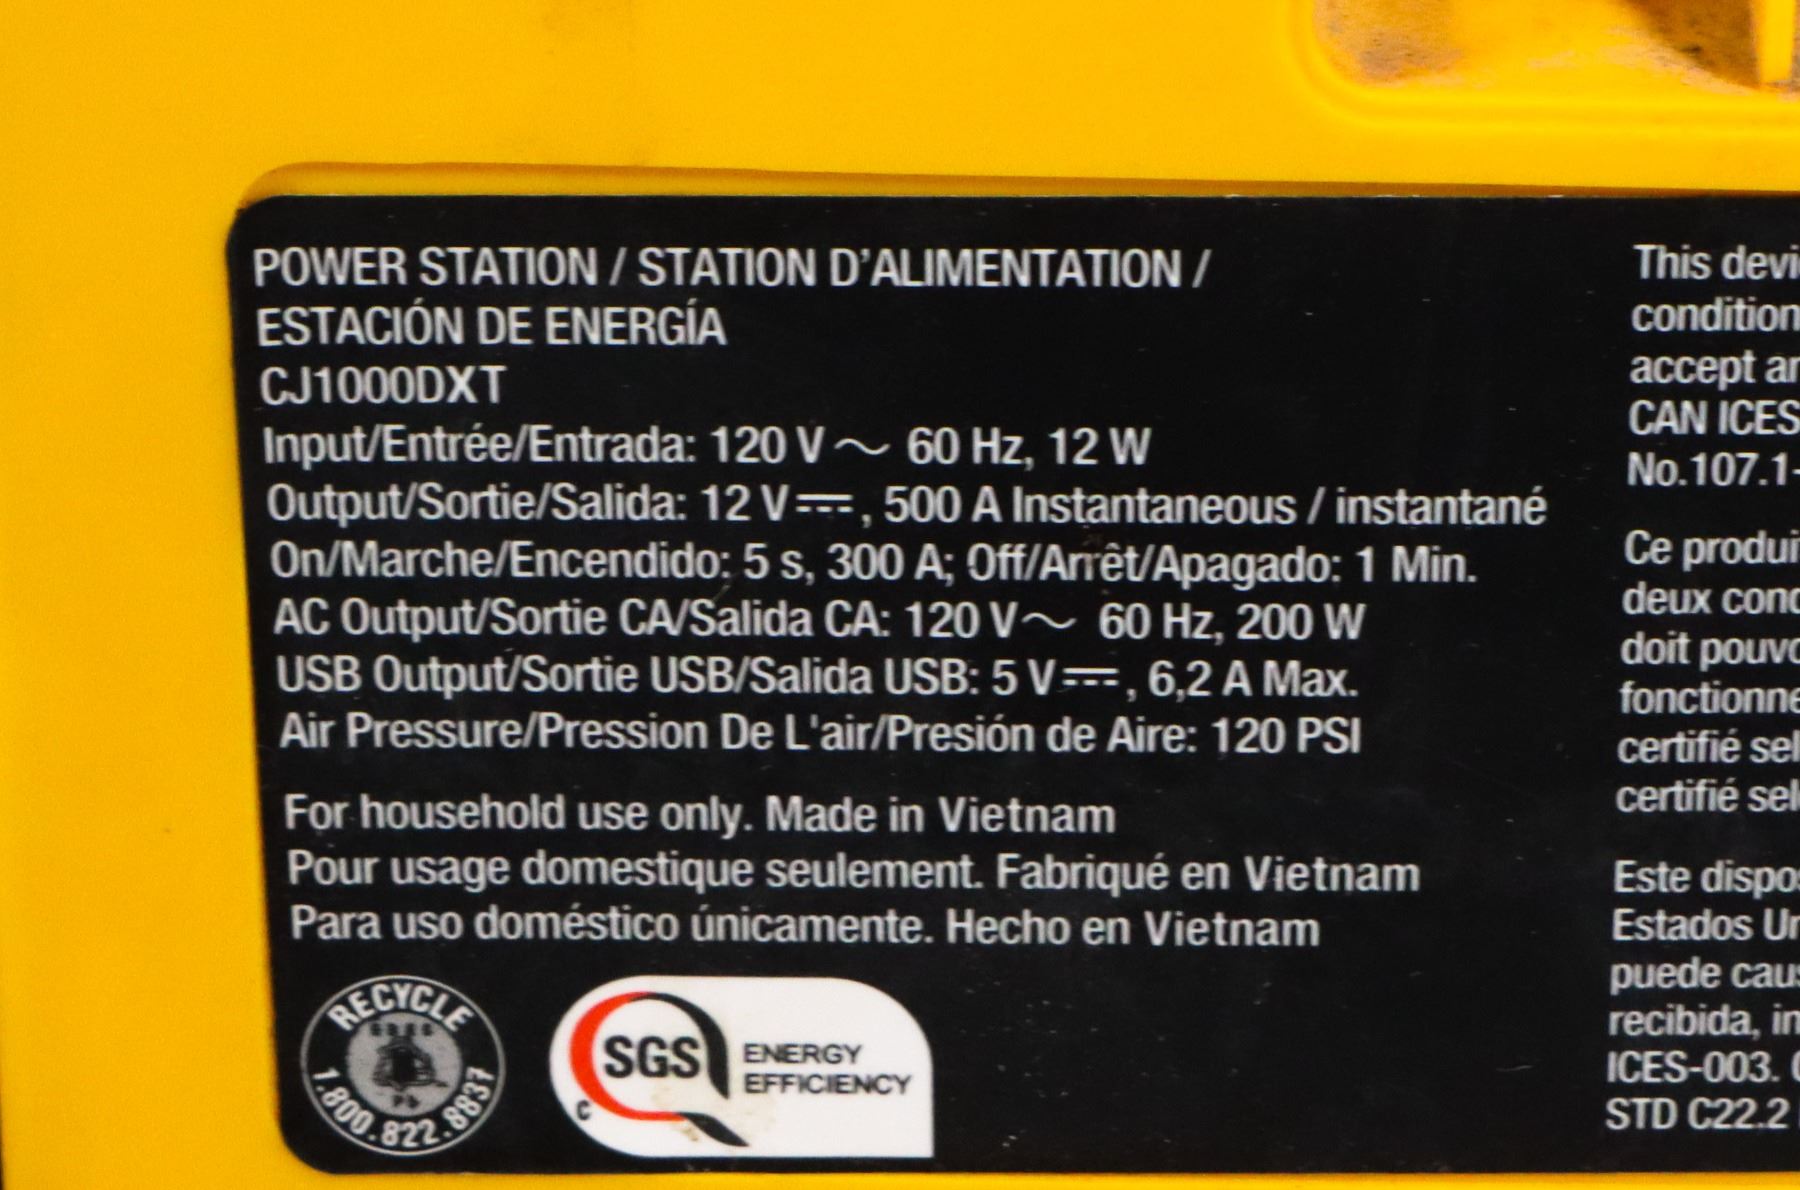 POWER STATION / STATION D'ALIMENTATION /
ESTACIÓN DE ENERGÍA
CJ1000DXT
Input/Entrée/Entrada: 120 V～ 60 Hz, 12 W
Output/Sortie/Salida: 12 V⎓, 500 A Instantaneous / instantané
On/Marche/Encendido: 5 s, 300 A; Off/Arrêt/Apagado: 1 Min.
AC Output/Sortie CA/Salida CA: 120 V～ 60 Hz, 200 W
USB Output/Sortie USB/Salida USB: 5 V⎓, 6,2 A Max.
Air Pressure/Pression De L'air/Presión de Aire: 120 PSI
For household use only. Made in Vietnam
Pour usage domestique seulement. Fabriqué en Vietnam
Para uso doméstico únicamente. Hecho en Vietnam
RECYCLE
RBRC
Pb
1.800.822.8837
SGS
C
ENERGY
EFFICIENCY
This devi
condition
accept an
CAN ICES
No.107.1-
Ce produi
deux cond
doit pouvo
fonctionne
certifié sel
certifié sel
Este dispos
Estados Un
puede caus
recibida, in
ICES-003.
STD C22.2